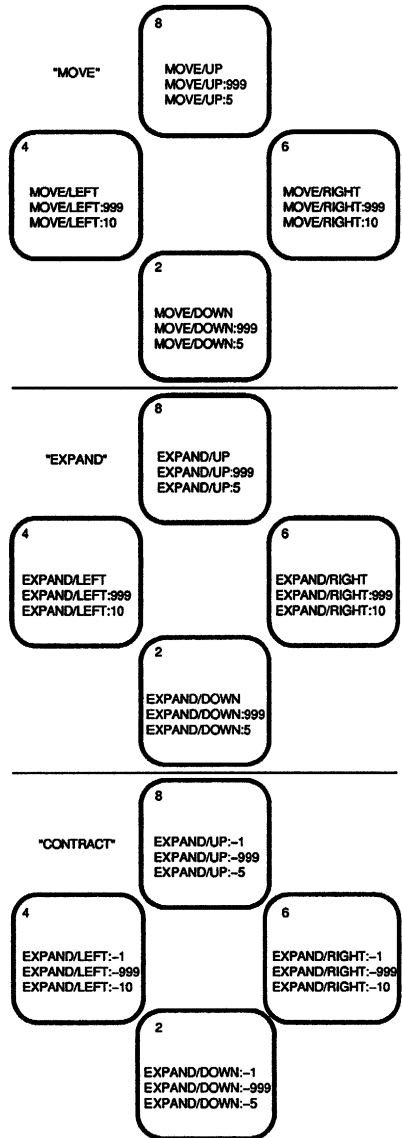 8
"MOVE"
MOVE/UP
MOVE/UP:999
MOVE/UP:5
4
MOVE/LEFT
MOVE/LEFT:999
MOVE/LEFT:10
6
MOVE/RIGHT
MOVE/RIGHT:999
MOVE/RIGHT:10
2
MOVE/DOWN
MOVE/DOWN:999
MOVE/DOWN:5
8
"EXPAND"
EXPAND/UP
EXPAND/UP:999
EXPAND/UP:5
4
EXPAND/LEFT
EXPAND/LEFT:999
EXPAND/LEFT:10
6
EXPAND/RIGHT
EXPAND/RIGHT:999
EXPAND/RIGHT:10
2
EXPAND/DOWN
EXPAND/DOWN:999
EXPAND/DOWN:5
8
"CONTRACT"
EXPAND/UP:–1
EXPAND/UP:–999
EXPAND/UP:–5
4
EXPAND/LEFT:–1
EXPAND/LEFT:–999
EXPAND/LEFT:–10
6
EXPAND/RIGHT:–1
EXPAND/RIGHT:–999
EXPAND/RIGHT:–10
2
EXPAND/DOWN:–1
EXPAND/DOWN:–999
EXPAND/DOWN:–5